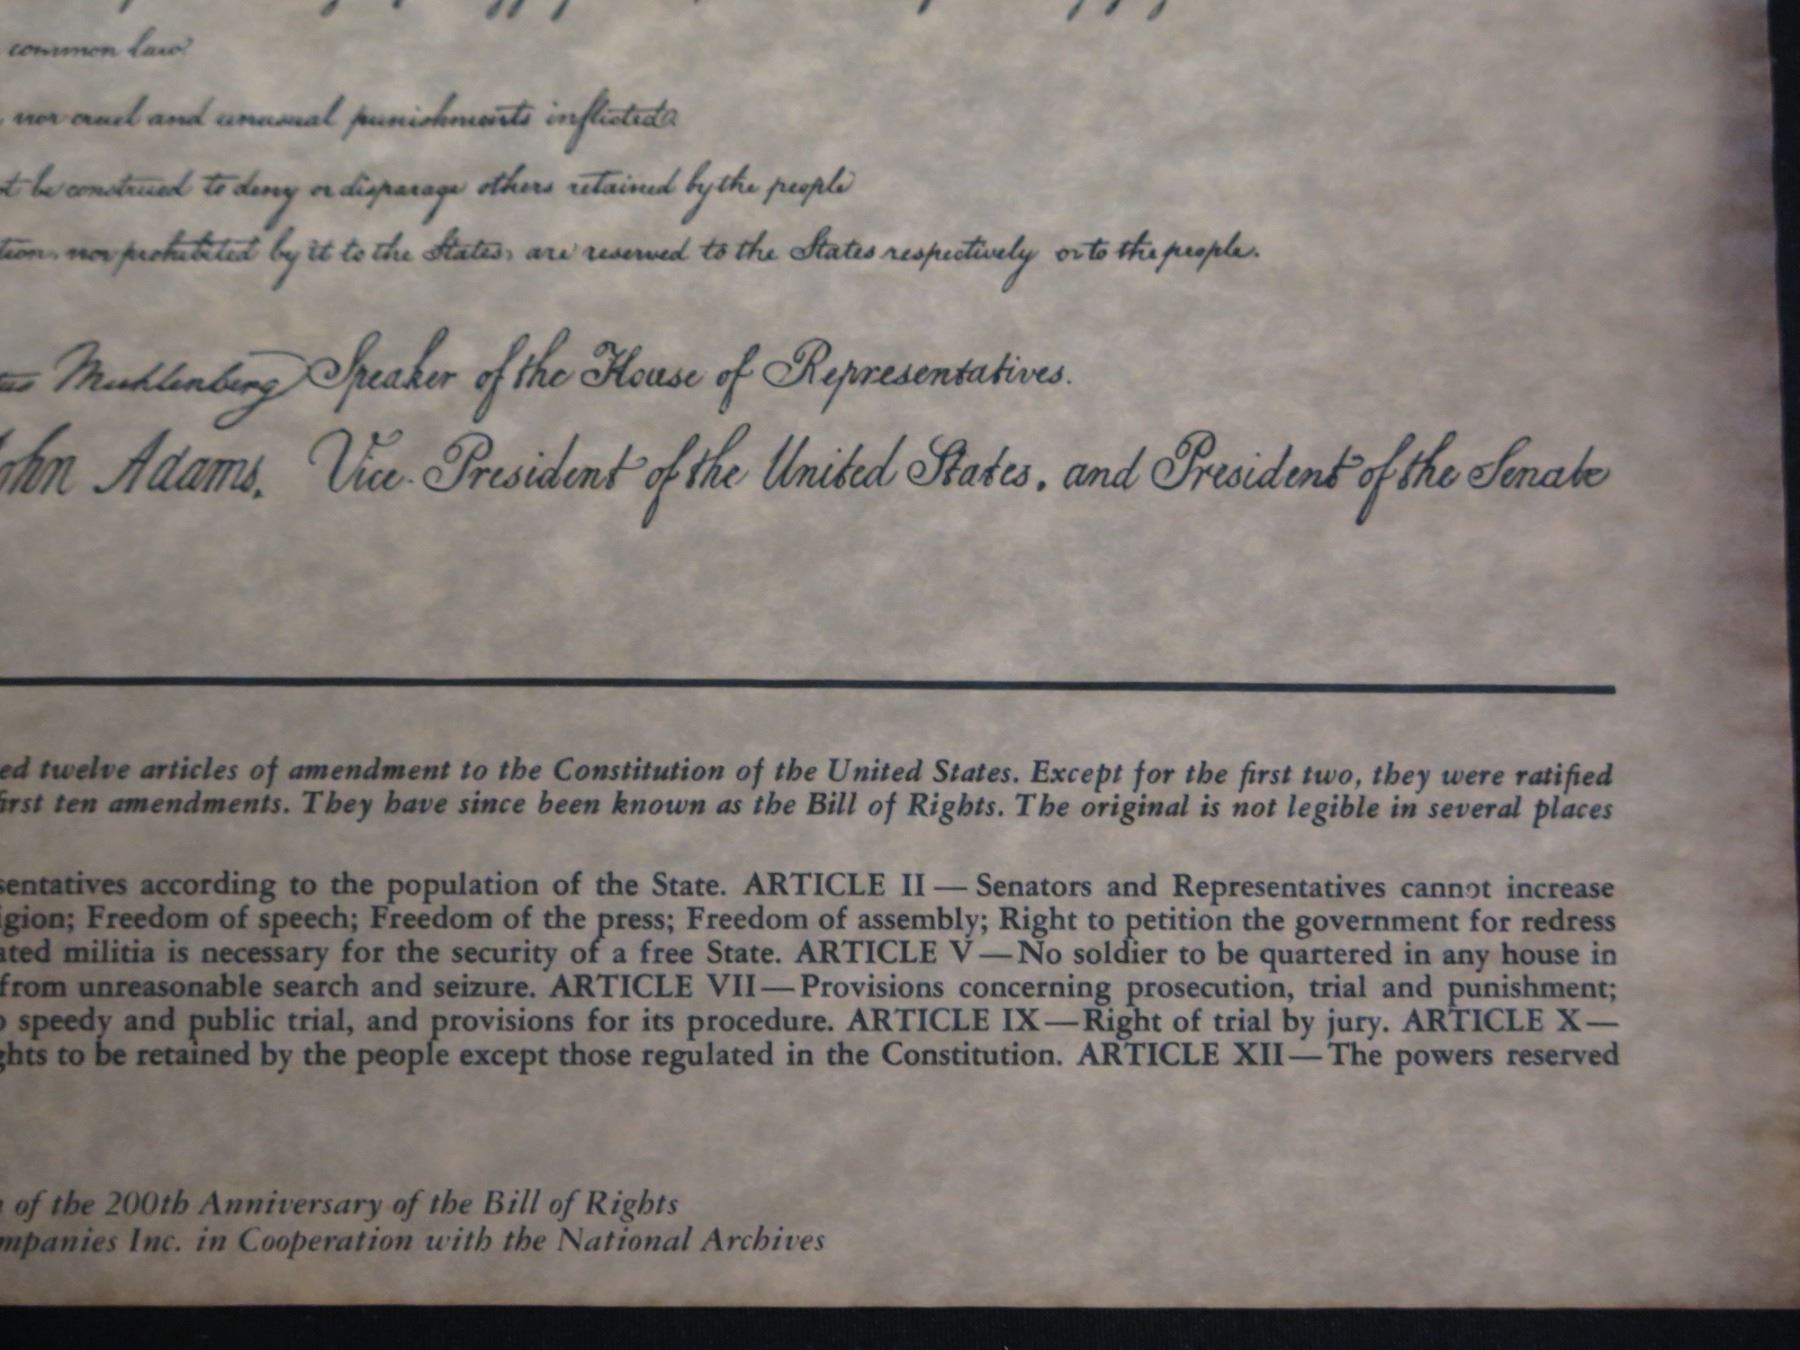 common law.
nor cruel and unusual punishments inflicted.
t be construed to deny or disparage others retained by the people
tion, nor prohibited by it to the States, are reserved to the States respectively or to the people.
us Muhlenberg Speaker of the House of Representatives.
John Adams, Vice-President of the United States, and President of the Senate
ed twelve articles of amendment to the Constitution of the United States. Except for the first two, they were ratified
first ten amendments. They have since been known as the Bill of Rights. The original is not legible in several places
sentatives according to the population of the State. ARTICLE II — Senators and Representatives cannot increase
igion; Freedom of speech; Freedom of the press; Freedom of assembly; Right to petition the government for redress
ated militia is necessary for the security of a free State. ARTICLE V—No soldier to be quartered in any house in
from unreasonable search and seizure. ARTICLE VII—Provisions concerning prosecution, trial and punishment;
o speedy and public trial, and provisions for its procedure. ARTICLE IX—Right of trial by jury. ARTICLE X—
ghts to be retained by the people except those regulated in the Constitution. ARTICLE XII—The powers reserved
of the 200th Anniversary of the Bill of Rights
mpanies Inc. in Cooperation with the National Archives